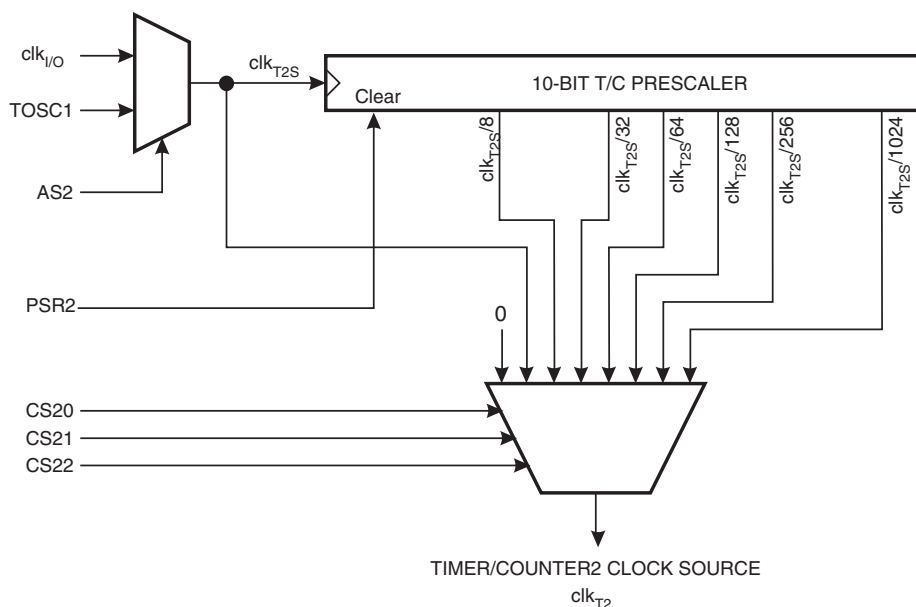 clkI/O
clkT2S
10-BIT T/C PRESCALER
TOSC1
Clear
clkT2S/8
clkT2S/32
clkT2S/64
clkT2S/128
clkT2S/256
clkT2S/1024
AS2
PSR2
0
CS20
CS21
CS22
TIMER/COUNTER2 CLOCK SOURCE
clkT2